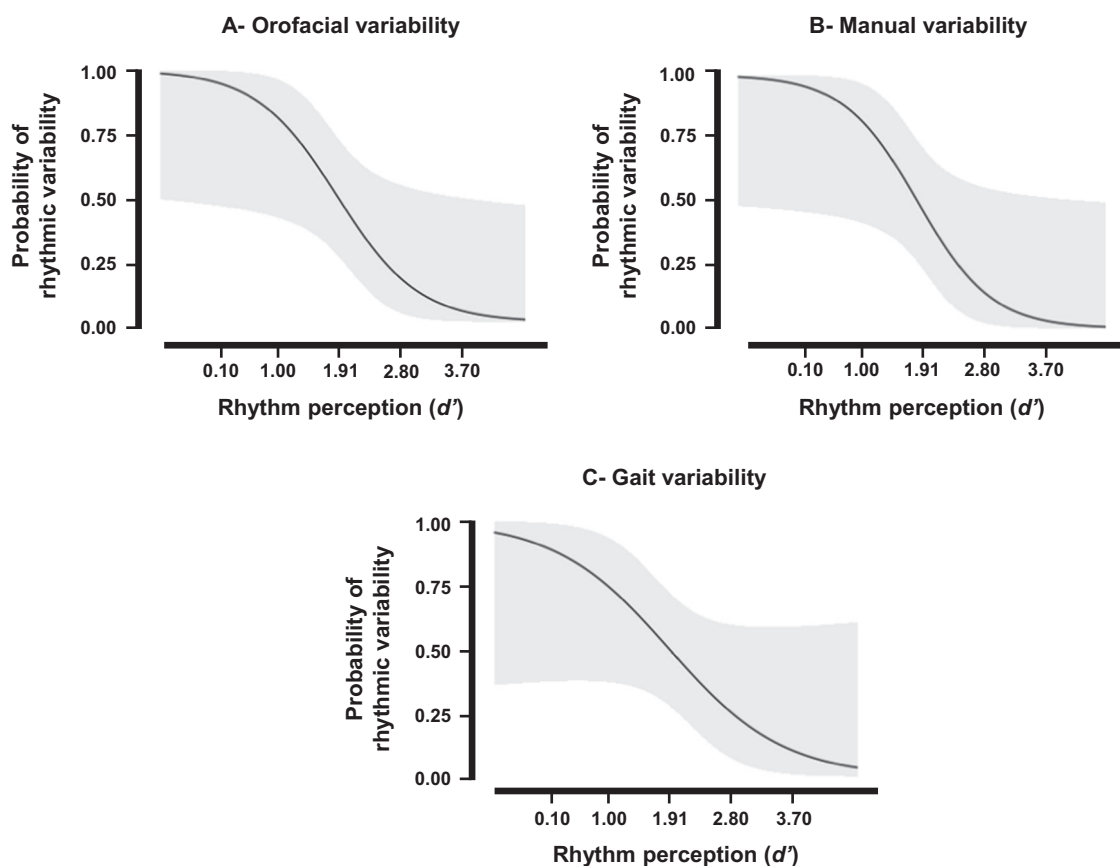 A- Orofacial variability
Probability of
rhythmic variability
1.00
0.75
0.50
0.25
0.00
0.10 1.00 1.91 2.80 3.70
Rhythm perception (d’)
B- Manual variability
Probability of
rhythmic variability
1.00
0.75
0.50
0.25
0.00
0.10 1.00 1.91 2.80 3.70
Rhythm perception (d’)
C- Gait variability
Probability of
rhythmic variability
1.00
0.75
0.50
0.25
0.00
0.10 1.00 1.91 2.80 3.70
Rhythm perception (d’)